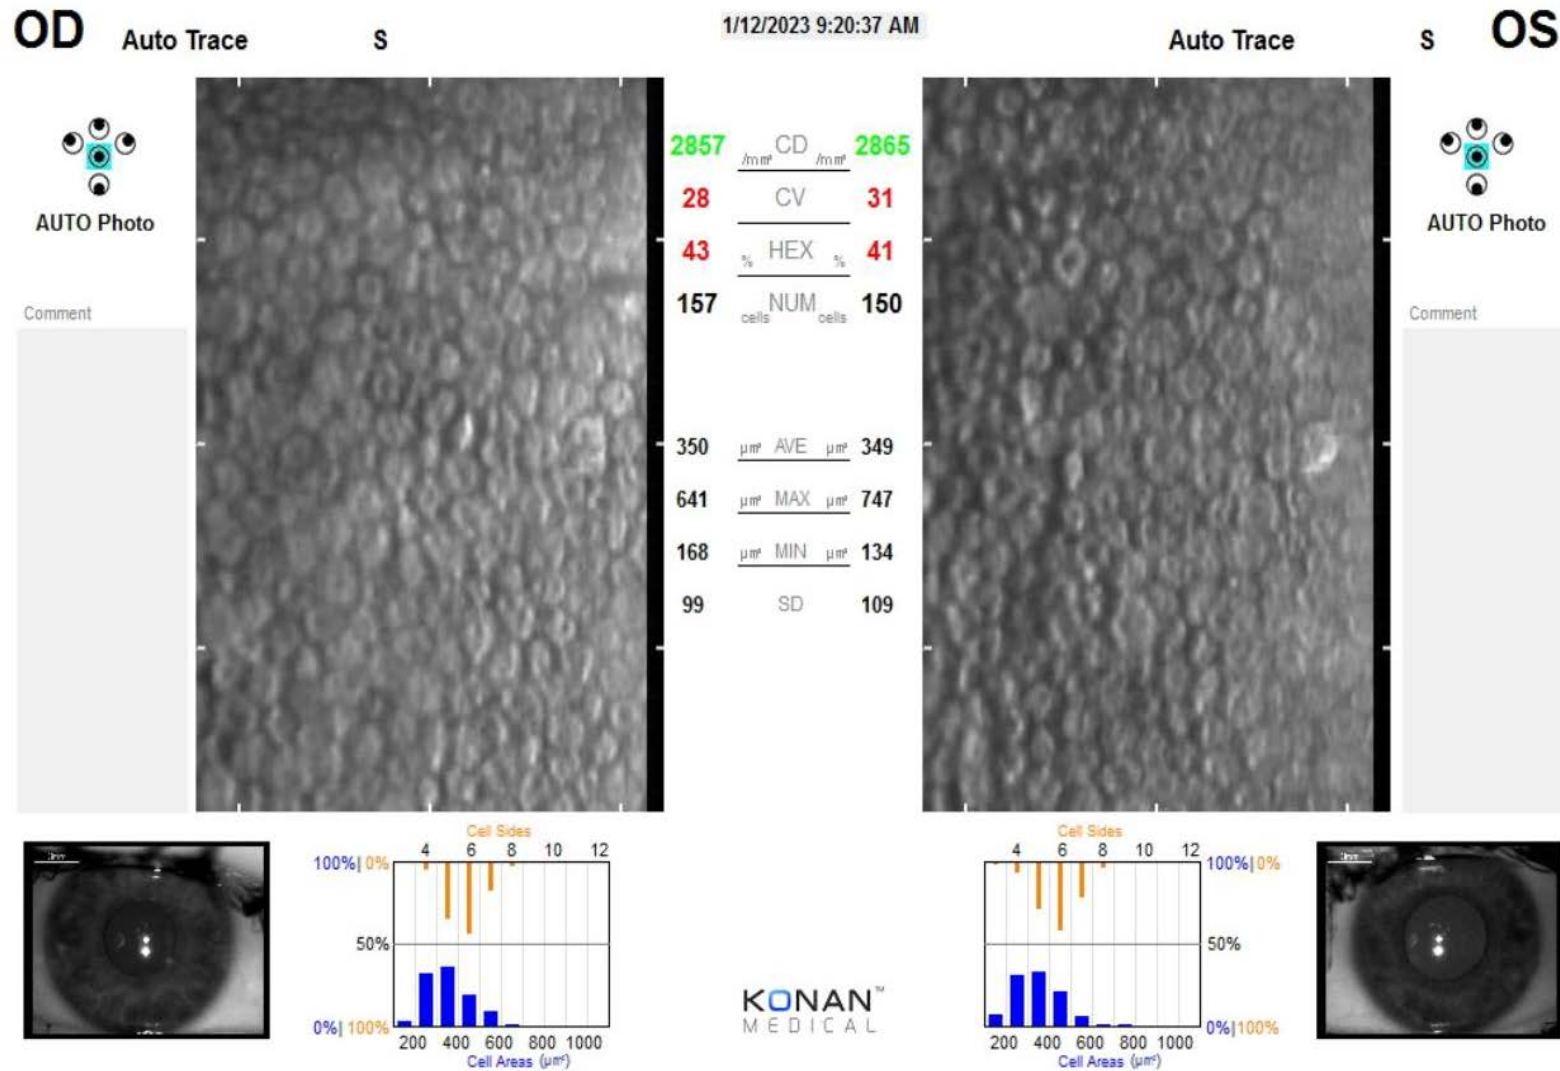 OD Auto Trace S 1/12/2023 9:20:37 AM Auto Trace S OS
2857 /mm² CD /mm² 2865
28 CV 31
AUTO Photo AUTO Photo
43 % HEX % 41
157 cells NUM cells 150
Comment Comment
350 µm² AVE µm² 349
641 µm² MAX µm² 747
168 µm² MIN µm² 134
99 SD 109
Cell Sides Cell Sides
4 6 8 10 12 4 6 8 10 12
100%|0% 100%|0%
50% 50%
KONAN™
MEDICAL
0%|100% 0%|100%
200 400 600 800 1000 200 400 600 800 1000
Cell Areas (µm²) Cell Areas (µm²)